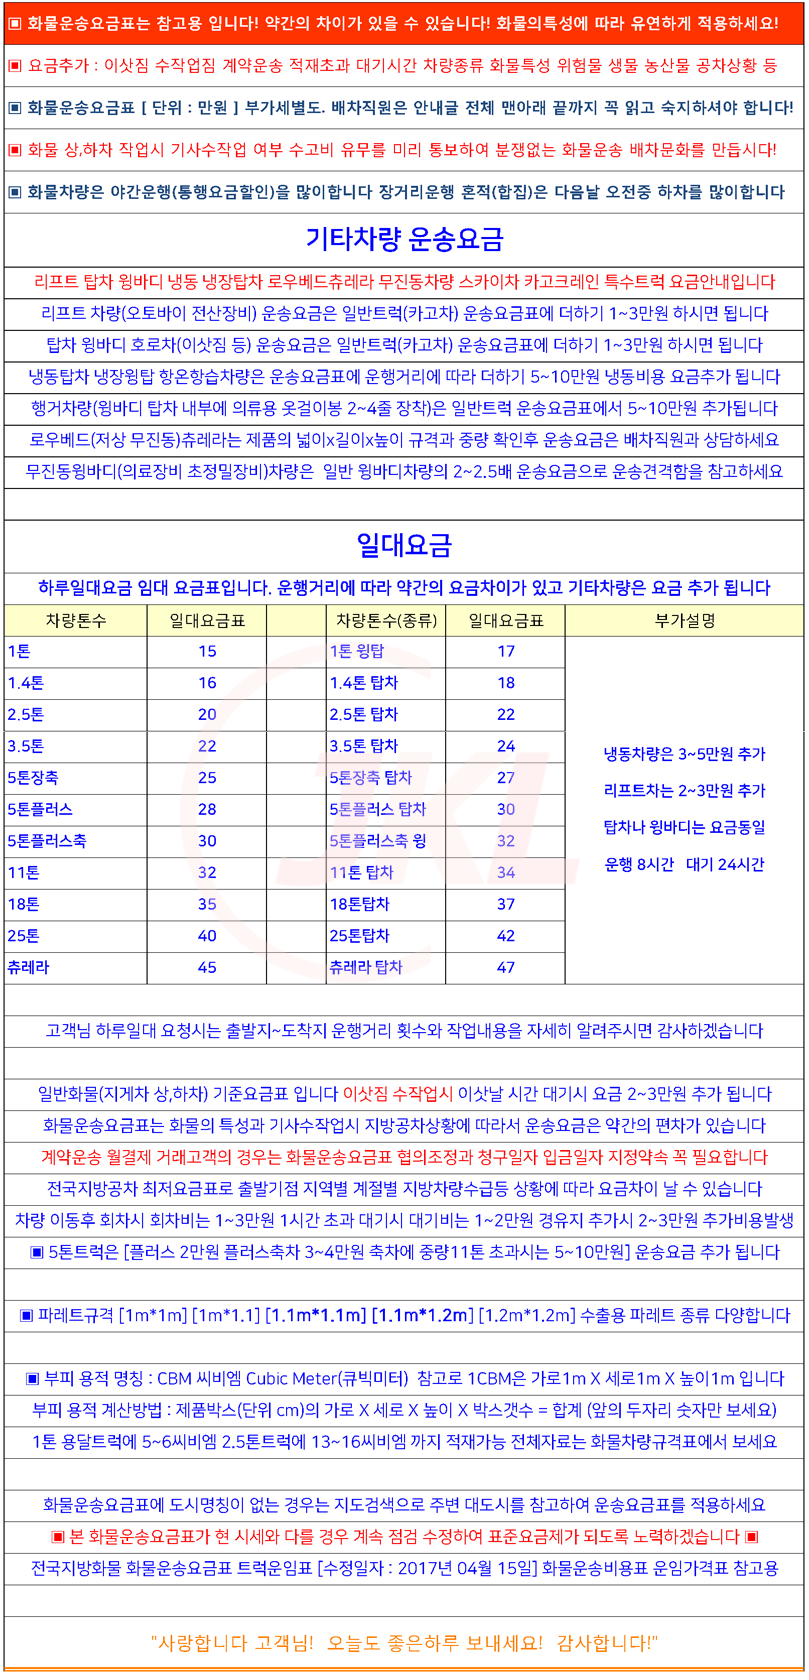 ▣ 화물운송요금표는 참고용 입니다! 약간의 차이가 있을 수 있습니다! 화물의특성에 따라 유연하게 적용하세요!
▣ 요금추가 : 이삿짐 수작업짐 계약운송 적재초과 대기시간 차량종류 화물특성 위험물 생물 농산물 공차상황 등
▣ 화물운송요금표 [ 단위 : 만원 ] 부가세별도. 배차직원은 안내글 전체 맨아래 끝까지 꼭 읽고 숙지하셔야 합니다!
▣ 화물 상,하차 작업시 기사수작업 여부 수고비 유무를 미리 통보하여 분쟁없는 화물운송 배차문화를 만듭시다!
▣ 화물차량은 야간운행(통행요금할인)을 많이합니다 장거리운행 혼적(합짐)은 다음날 오전중 하차를 많이합니다
기타차량 운송요금
리프트 탑차 윙바디 냉동 냉장탑차 로우베드츄레라 무진동차량 스카이차 카고크레인 특수트럭 요금안내입니다
리프트 차량(오토바이 전산장비) 운송요금은 일반트럭(카고차) 운송요금표에 더하기 1~3만원 하시면 됩니다
탑차 윙바디 호로차(이삿짐 등) 운송요금은 일반트럭(카고차) 운송요금표에 더하기 1~3만원 하시면 됩니다
냉동탑차 냉장윙탑 항온항습차량은 운송요금표에 운행거리에 따라 더하기 5~10만원 냉동비용 요금추가 됩니다
행거차량(윙바디 탑차 내부에 의류용 옷걸이봉 2~4줄 장착)은 일반트럭 운송요금표에서 5~10만원 추가됩니다
로우베드(저상 무진동)츄레라는 제품의 넓이x길이x높이 규격과 중량 확인후 운송요금은 배차직원과 상담하세요
무진동윙바디(의료장비 초정밀장비)차량은 일반 윙바디차량의 2~2.5배 운송요금으로 운송견격함을 참고하세요
일대요금
하루일대요금 임대 요금표입니다. 운행거리에 따라 약간의 요금차이가 있고 기타차량은 요금 추가 됩니다
차량톤수 일대요금표 차량톤수(종류) 일대요금표 부가설명
1톤 15 1톤 윙탑 17
1.4톤 16 1.4톤 탑차 18
2.5톤 20 2.5톤 탑차 22
3.5톤 22 3.5톤 탑차 24
5톤장축 25 5톤장축 탑차 27
5톤플러스 28 5톤플러스 탑차 30
5톤플러스축 30 5톤플러스축 윙 32
11톤 32 11톤 탑차 34
18톤 35 18톤탑차 37
25톤 40 25톤탑차 42
츄레라 45 츄레라 탑차 47
냉동차량은 3~5만원 추가
리프트차는 2~3만원 추가
탑차나 윙바디는 요금동일
운행 8시간 대기 24시간
JKL
고객님 하루일대 요청시는 출발지~도착지 운행거리 횟수와 작업내용을 자세히 알려주시면 감사하겠습니다
일반화물(지게차 상,하차) 기준요금표 입니다 이삿짐 수작업시 이삿날 시간 대기시 요금 2~3만원 추가 됩니다
화물운송요금표는 화물의 특성과 기사수작업시 지방공차상황에 따라서 운송요금은 약간의 편차가 있습니다
계약운송 월결제 거래고객의 경우는 화물운송요금표 협의조정과 청구일자 입금일자 지정약속 꼭 필요합니다
전국지방공차 최저요금표로 출발기점 지역별 계절별 지방차량수급등 상황에 따라 요금차이 날 수 있습니다
차량 이동후 회차시 회차비는 1~3만원 1시간 초과 대기시 대기비는 1~2만원 경유지 추가시 2~3만원 추가비용발생
▣ 5톤트럭은 [플러스 2만원 플러스축차 3~4만원 축차에 중량11톤 초과시는 5~10만원] 운송요금 추가 됩니다
▣ 파레트규격 [1m*1m] [1m*1.1] [1.1m*1.1m] [1.1m*1.2m] [1.2m*1.2m] 수출용 파레트 종류 다양합니다
▣ 부피 용적 명칭 : CBM 씨비엠 Cubic Meter(큐빅미터) 참고로 1CBM은 가로1m X 세로1m X 높이1m 입니다
부피 용적 계산방법 : 제품박스(단위 cm)의 가로 X 세로 X 높이 X 박스갯수 = 합계 (앞의 두자리 숫자만 보세요)
1톤 용달트럭에 5~6씨비엠 2.5톤트럭에 13~16씨비엠 까지 적재가능 전체자료는 화물차량규격표에서 보세요
화물운송요금표에 도시명칭이 없는 경우는 지도검색으로 주변 대도시를 참고하여 운송요금표를 적용하세요
▣ 본 화물운송요금표가 현 시세와 다를 경우 계속 점검 수정하여 표준요금제가 되도록 노력하겠습니다 ▣
전국지방화물 화물운송요금표 트럭운임표 [수정일자 : 2017년 04월 15일] 화물운송비용표 운임가격표 참고용
"사랑합니다 고객님! 오늘도 좋은하루 보내세요! 감사합니다!"